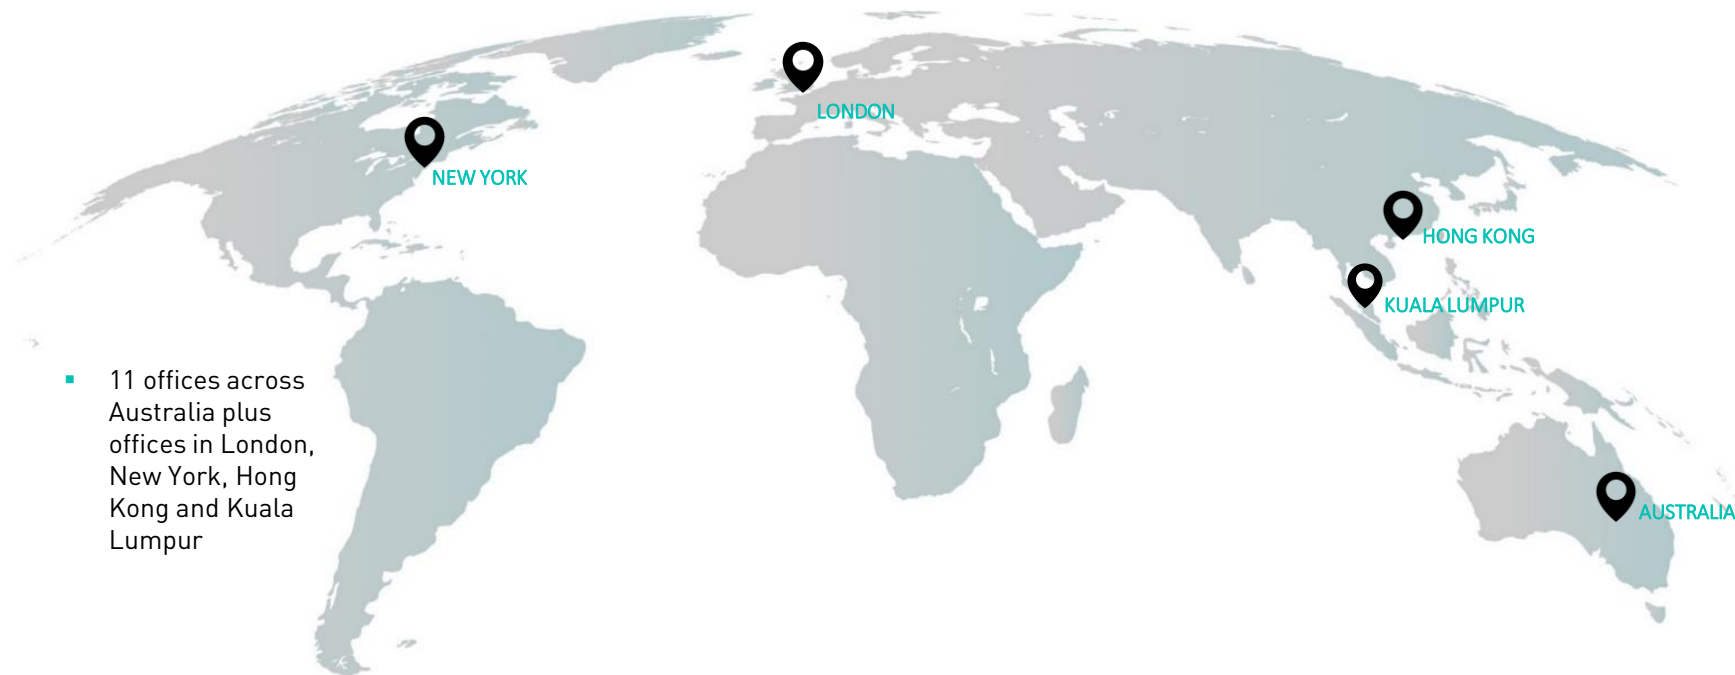 LONDON
NEW YORK
HONG KONG
KUALA LUMPUR
▪ 11 offices across
Australia plus
offices in London,
New York, Hong
Kong and Kuala
Lumpur
AUSTRALIA